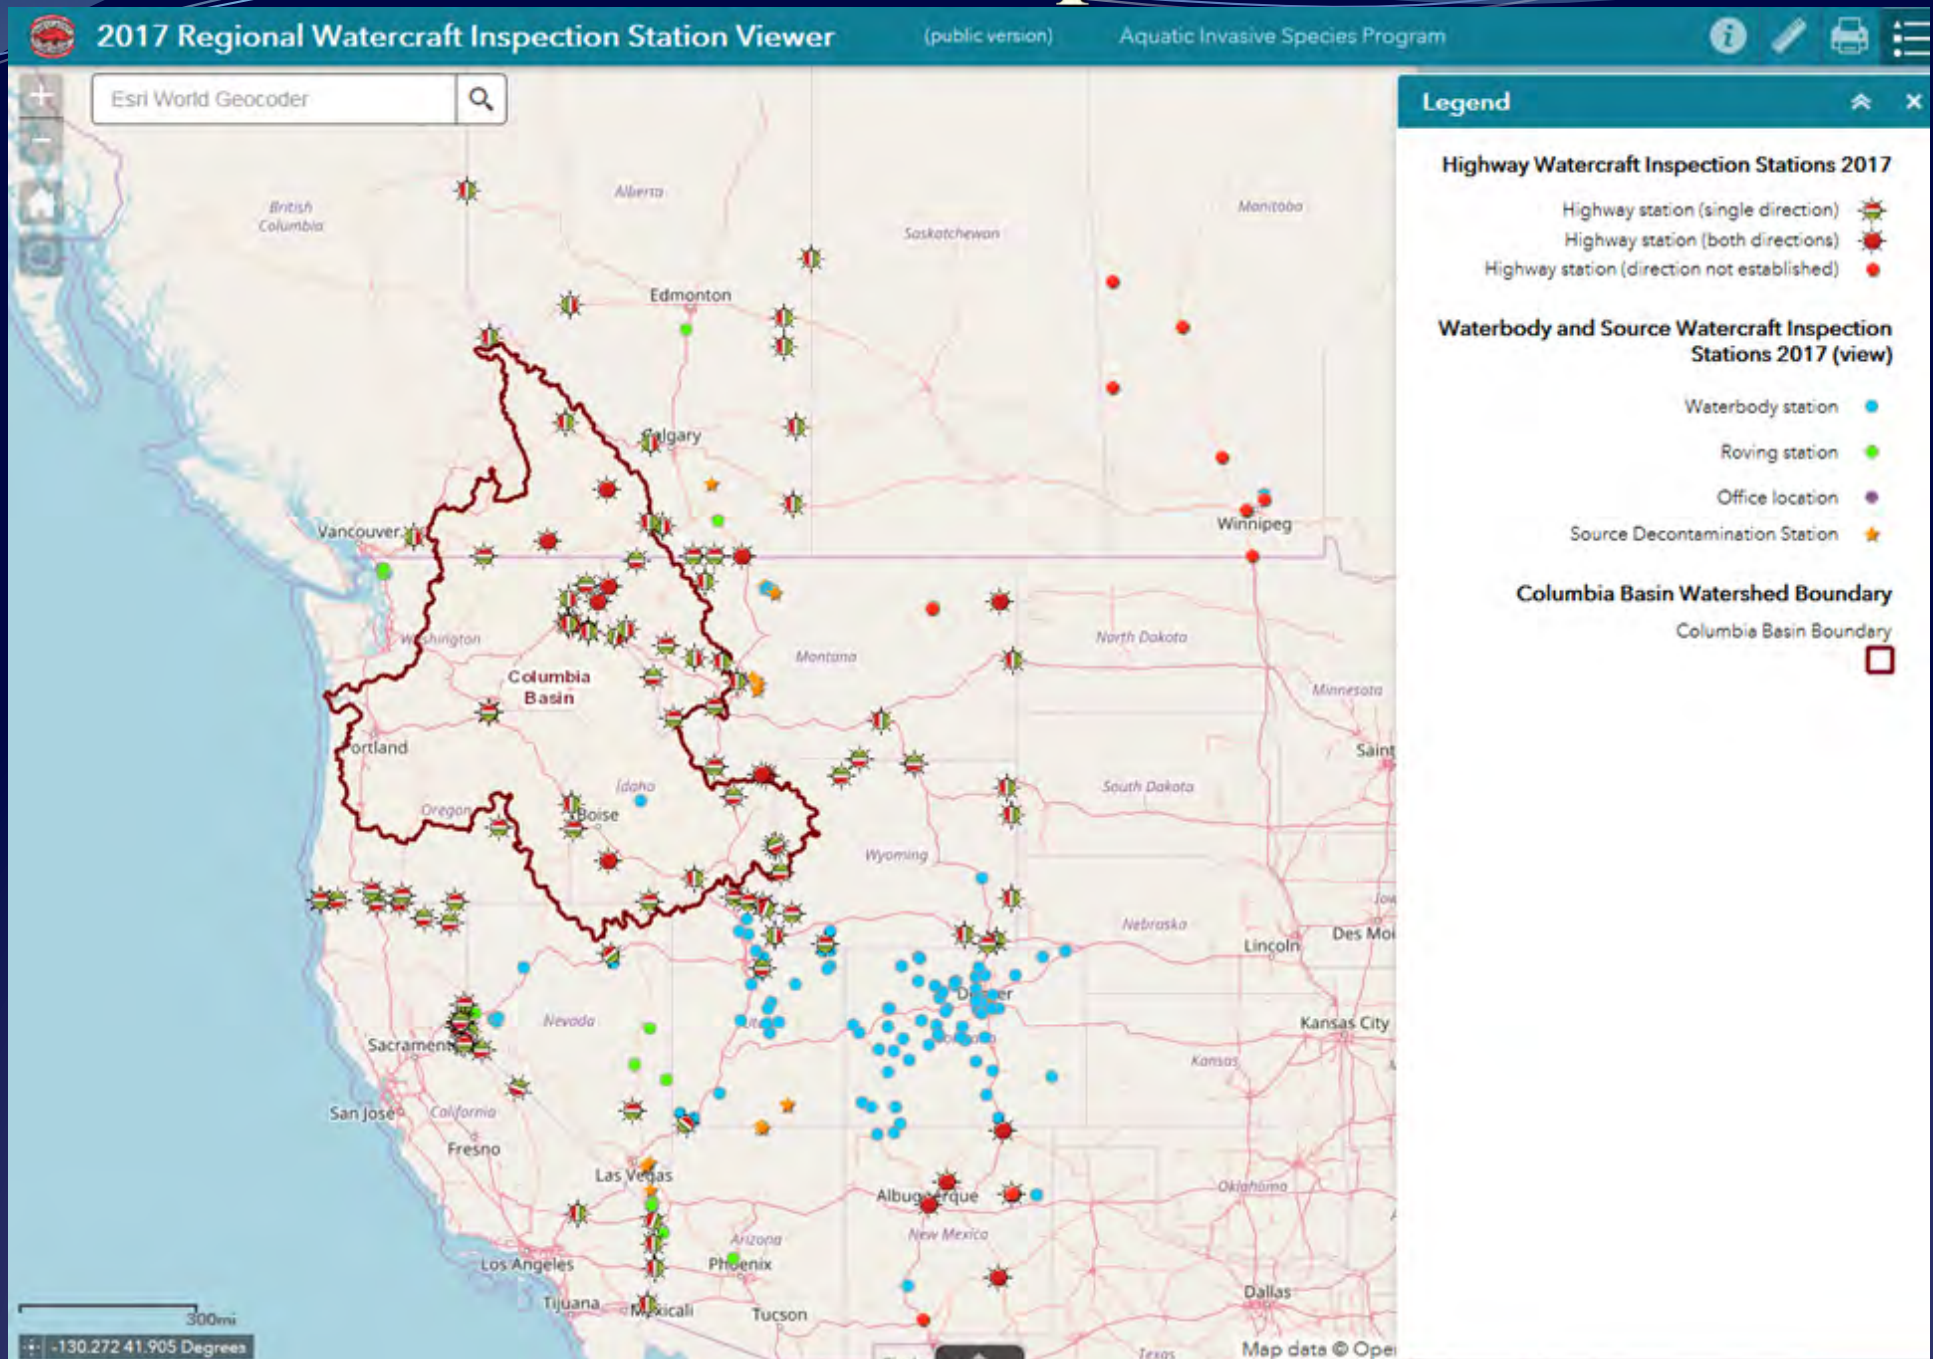 2017 Regional Watercraft Inspection Station Viewer
(public version)
Aquatic Invasive Species Program
Esri World Geocoder
Legend
Highway Watercraft Inspection Stations 2017
Highway station (single direction)
Highway station (both directions)
Highway station (direction not established)
Waterbody and Source Watercraft Inspection
Stations 2017 (view)
Waterbody station
Roving station
Office location
Source Decontamination Station
Columbia Basin Watershed Boundary
Columbia Basin Boundary
British
Columbia
Alberta
Saskatchewan
Manitoba
Edmonton
Calgary
Vancouver
Winnipeg
Washington
Montana
North Dakota
Minnesota
Columbia
Basin
Portland
Saint
Idaho
South Dakota
Oregon
Boise
Wyoming
Iow
Nebraska
Lincoln
Des Moi
Denver
Nevada
Utah
Kansas City
Sacramento
Kansas
San Jose
California
Fresno
Las Vegas
Albuquerque
Oklahoma
Arizona
New Mexico
Los Angeles
Phoenix
Dallas
Tijuana
Mexicali
Tucson
300mi
-130.272 41.905 Degrees
Map data © Ope
Texas